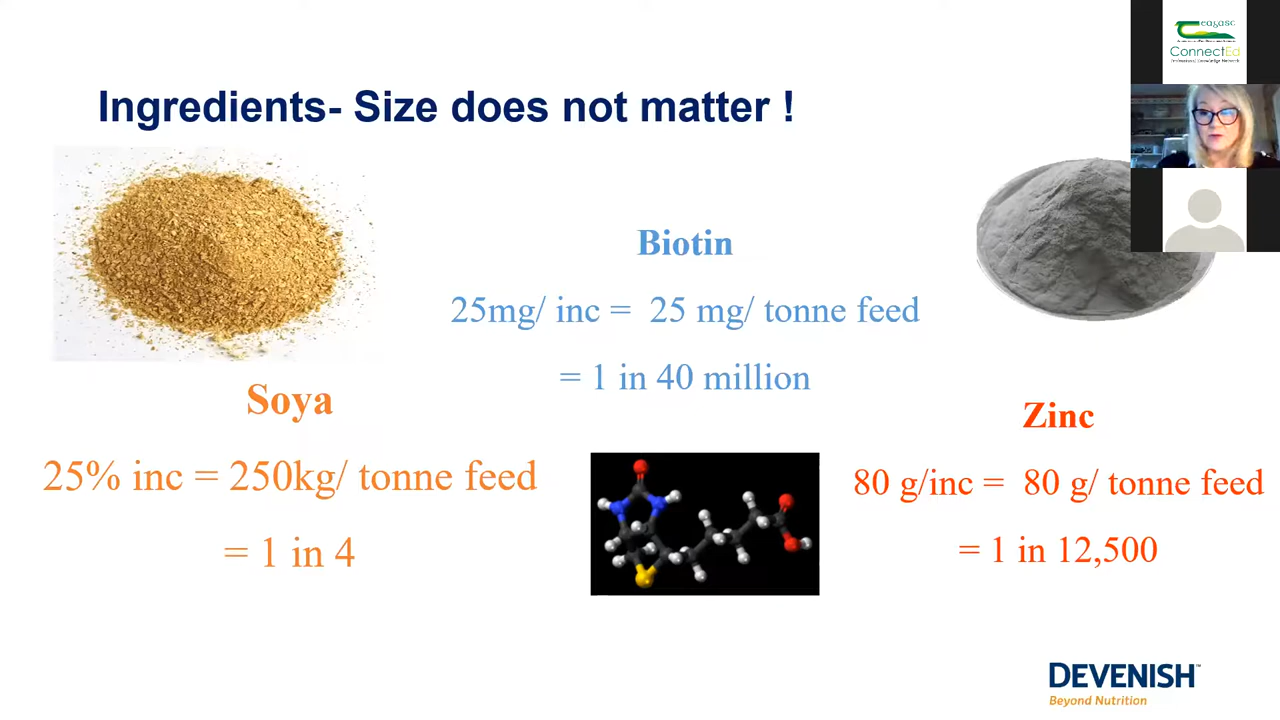 teagasc
ConnectEd
Ingredients- Size does not matter !
Biotin
25mg/ inc = 25 mg/ tonne feed
= 1 in 40 million
Soya
25% inc = 250kg/ tonne feed
= 1 in 4
Zinc
80 g/inc = 80 g/ tonne feed
= 1 in 12,500
DEVENISH™
Beyond Nutrition